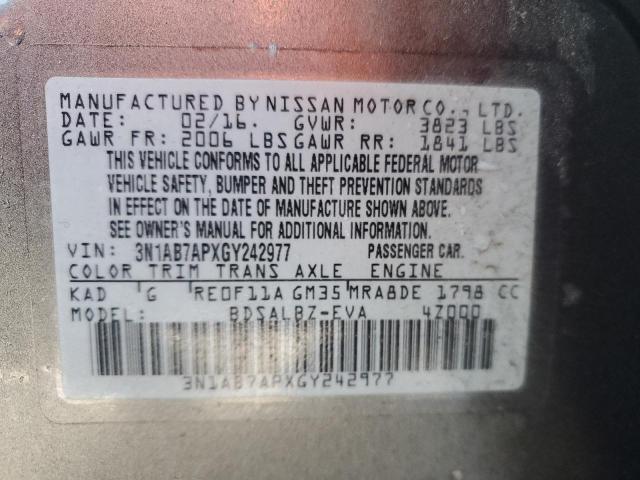 MANUFACTURED BY NISSAN MOTOR CO., LTD.
DATE: 02/16. GVWR: 3823 LBS
GAWR FR: 2006 LBS GAWR RR: 1841 LBS
THIS VEHICLE CONFORMS TO ALL APPLICABLE FEDERAL MOTOR
VEHICLE SAFETY, BUMPER AND THEFT PREVENTION STANDARDS
IN EFFECT ON THE DATE OF MANUFACTURE SHOWN ABOVE.
SEE OWNER'S MANUAL FOR ADDITIONAL INFORMATION.
VIN: 3N1AB7APXGY242977 PASSENGER CAR.
COLOR TRIM TRANS AXLE ENGINE
KAD G RE0F11A GM35 MRA8DE 1798 CC
MODEL: BDSALBZ-EVA 4Z000
3N1AB7APXGY242977